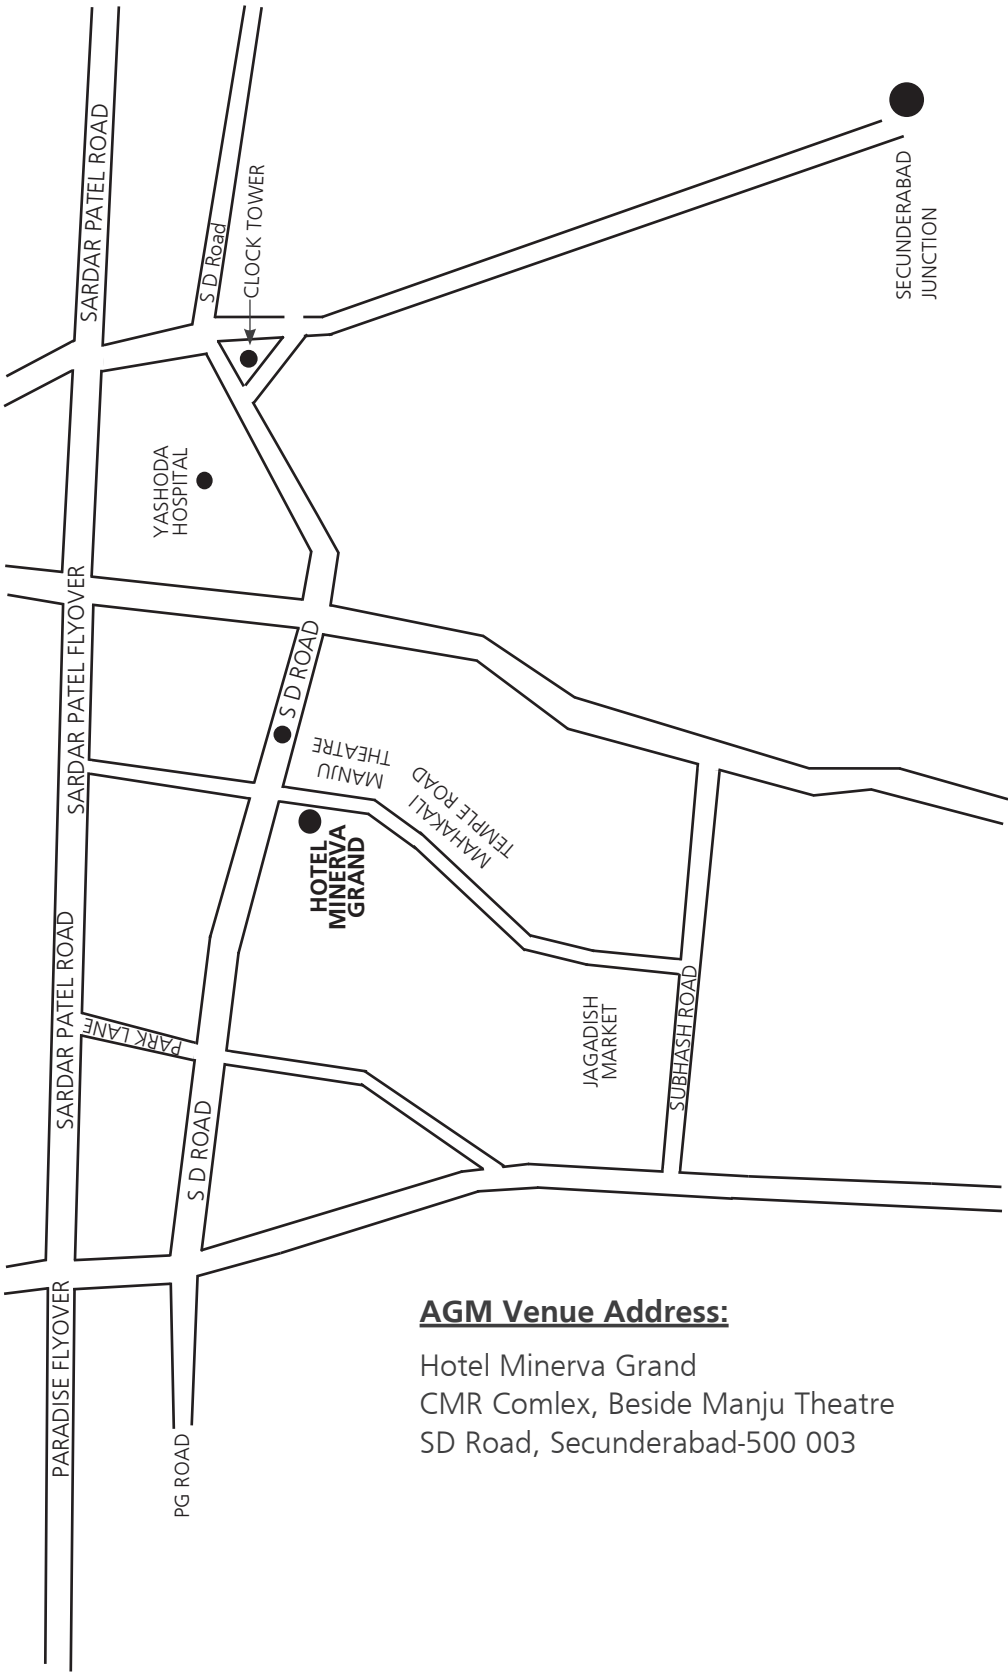 SARDAR PATEL ROAD
S D Road
CLOCK TOWER
SECUNDERABAD
JUNCTION
YASHODA
HOSPITAL
SARDAR PATEL FLYOVER
S D ROAD
MANJU
THEATRE
MAHAKALI
TEMPLE ROAD
HOTEL
MINERVA
GRAND
SARDAR PATEL ROAD
PARK LANE
JAGADISH
MARKET
SUBHASH ROAD
S D ROAD
PARADISE FLYOVER
PG ROAD
AGM Venue Address:
Hotel Minerva Grand
CMR Comlex, Beside Manju Theatre
SD Road, Secunderabad-500 003